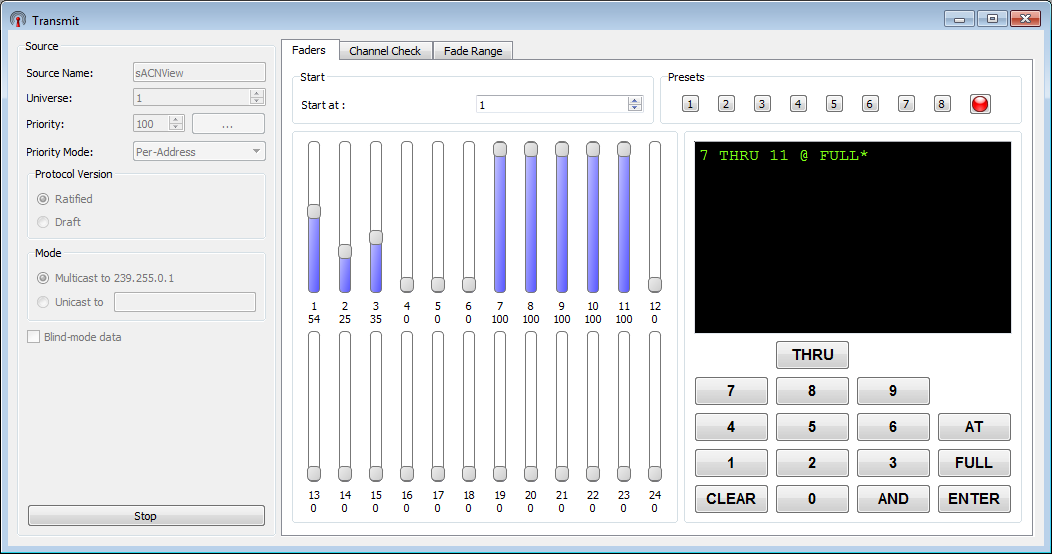 Transmit
Source
Source Name: sACNView
Universe: 1
Priority: 100 ...
Priority Mode: Per-Address
Protocol Version
Ratified
Draft
Mode
Multicast to 239.255.0.1
Unicast to
Blind-mode data
Stop
Faders Channel Check Fade Range
Start
Start at : 1
Presets
1 2 3 4 5 6 7 8
1 2 3 4 5 6 7 8 9 10 11 12
54 25 35 0 0 0 100 100 100 100 100 0
13 14 15 16 17 18 19 20 21 22 23 24
0 0 0 0 0 0 0 0 0 0 0 0
7 THRU 11 @ FULL*
THRU
7 8 9
4 5 6 AT
1 2 3 FULL
CLEAR 0 AND ENTER